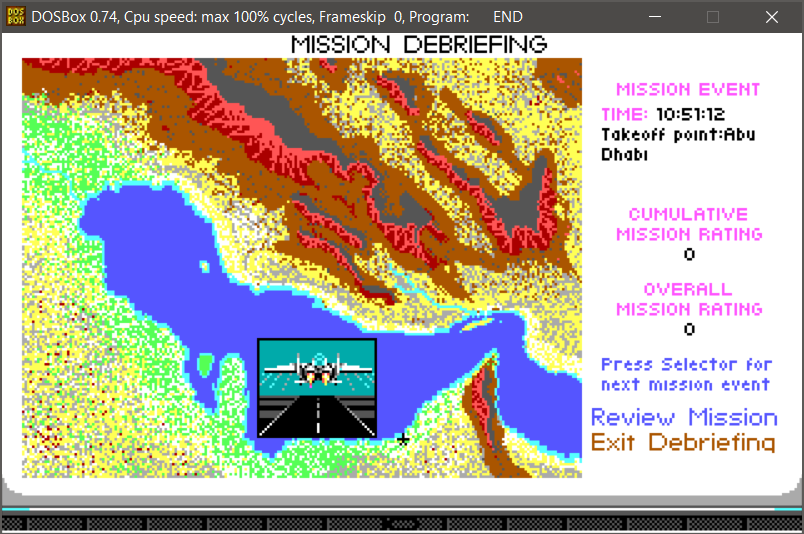 DOS
BOX
DOSBox 0.74, Cpu speed: max 100% cycles, Frameskip 0, Program: END
MISSION DEBRIEFING
MISSION EVENT
TIME: 10:51:12
Takeoff point:Abu
Dhabi
CUMULATIVE
MISSION RATING
0
OVERALL
MISSION RATING
0
Press Selector for
next mission event
Review Mission
Exit Debriefing